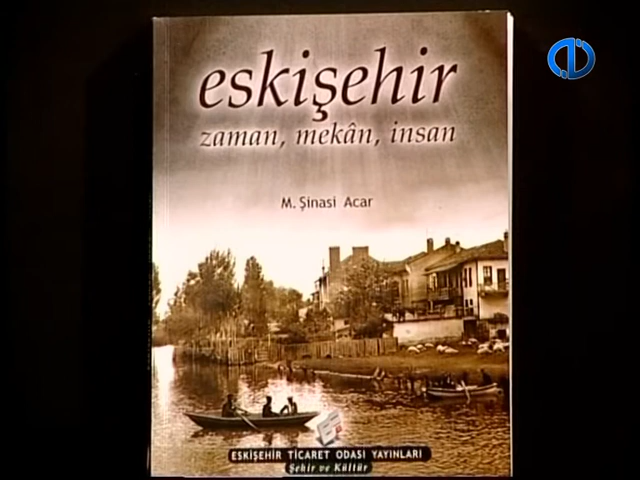 eskişehir
zaman, mekân, insan
M. Şinasi Acar
ESKİŞEHİR TİCARET ODASI YAYINLARI
Şehir ve Kültür